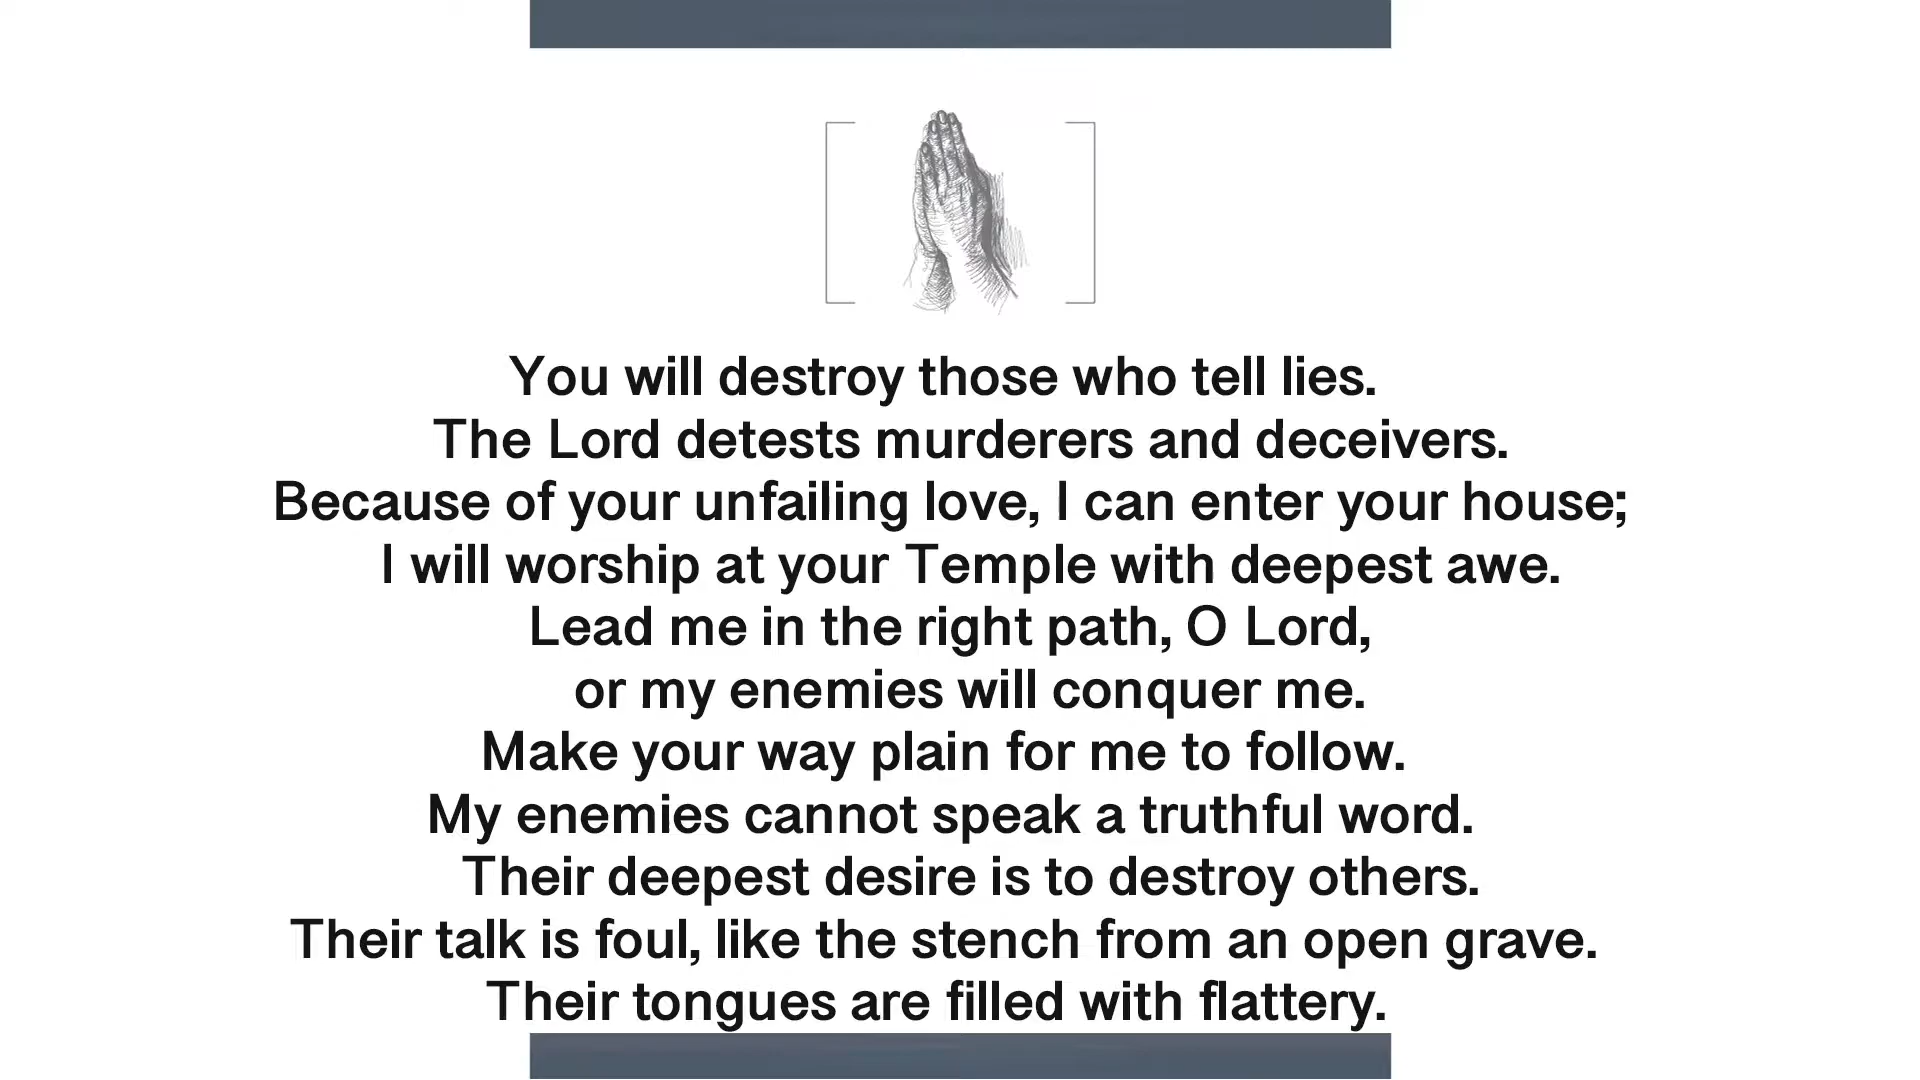 You will destroy those who tell lies.
The Lord detests murderers and deceivers.
Because of your unfailing love, I can enter your house;
I will worship at your Temple with deepest awe.
Lead me in the right path, O Lord,
or my enemies will conquer me.
Make your way plain for me to follow.
My enemies cannot speak a truthful word.
Their deepest desire is to destroy others.
Their talk is foul, like the stench from an open grave.
Their tongues are filled with flattery.